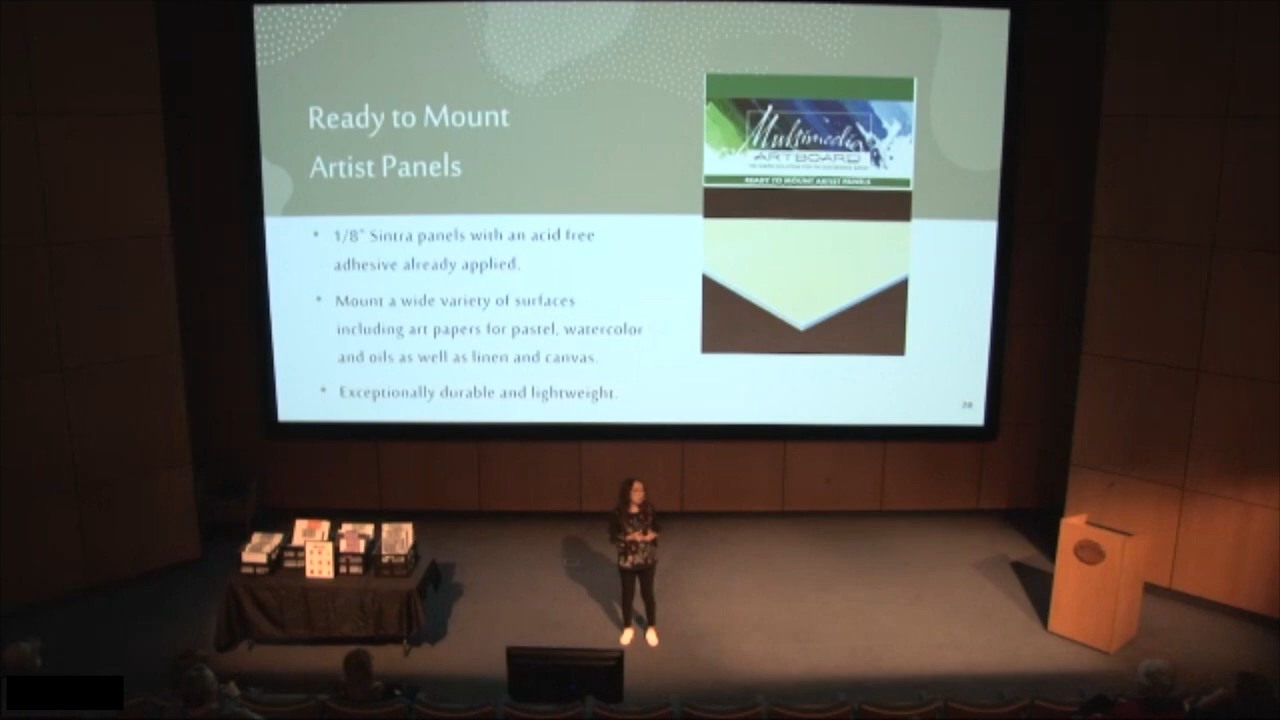 Ready to Mount
Artist Panels
1/8" Sintra panels with an acid free
adhesive already applied.
Mount a wide variety of surfaces
including art papers for pastel, watercolor
and oils as well as linen and canvas.
Exceptionally durable and lightweight.
Multimedia
ARTBOARD
READY TO MOUNT ARTIST PANELS